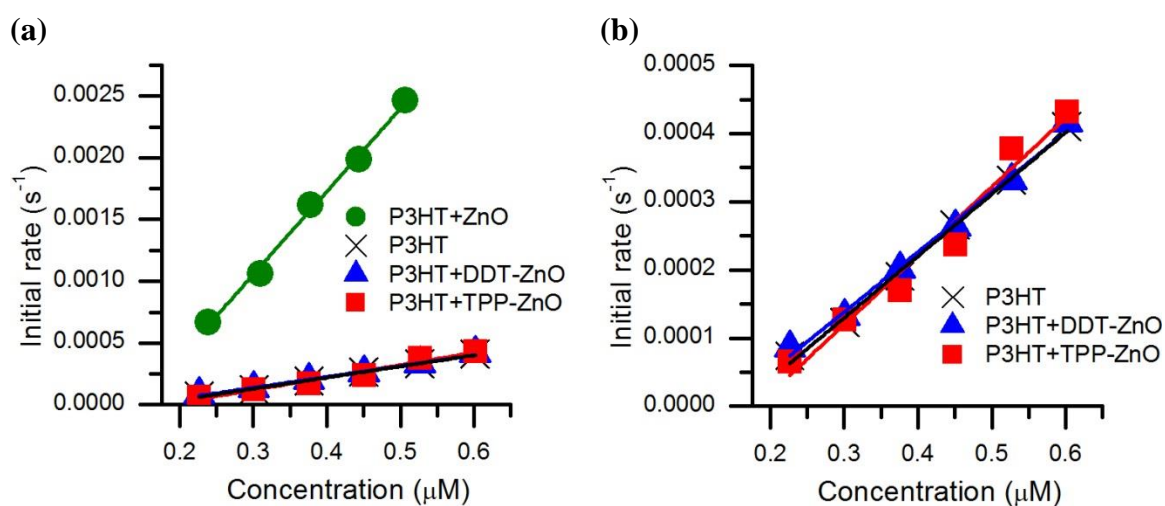 (a)
0.0025
0.0020
0.0015
0.0010
0.0005
0.0000
Initial rate (s⁻¹)
P3HT+ZnO
P3HT
P3HT+DDT-ZnO
P3HT+TPP-ZnO
0.2 0.3 0.4 0.5 0.6
Concentration (μM)
(b)
0.0005
0.0004
0.0003
0.0002
0.0001
0.0000
Initial rate (s⁻¹)
P3HT
P3HT+DDT-ZnO
P3HT+TPP-ZnO
0.2 0.3 0.4 0.5 0.6
Concentration (μM)